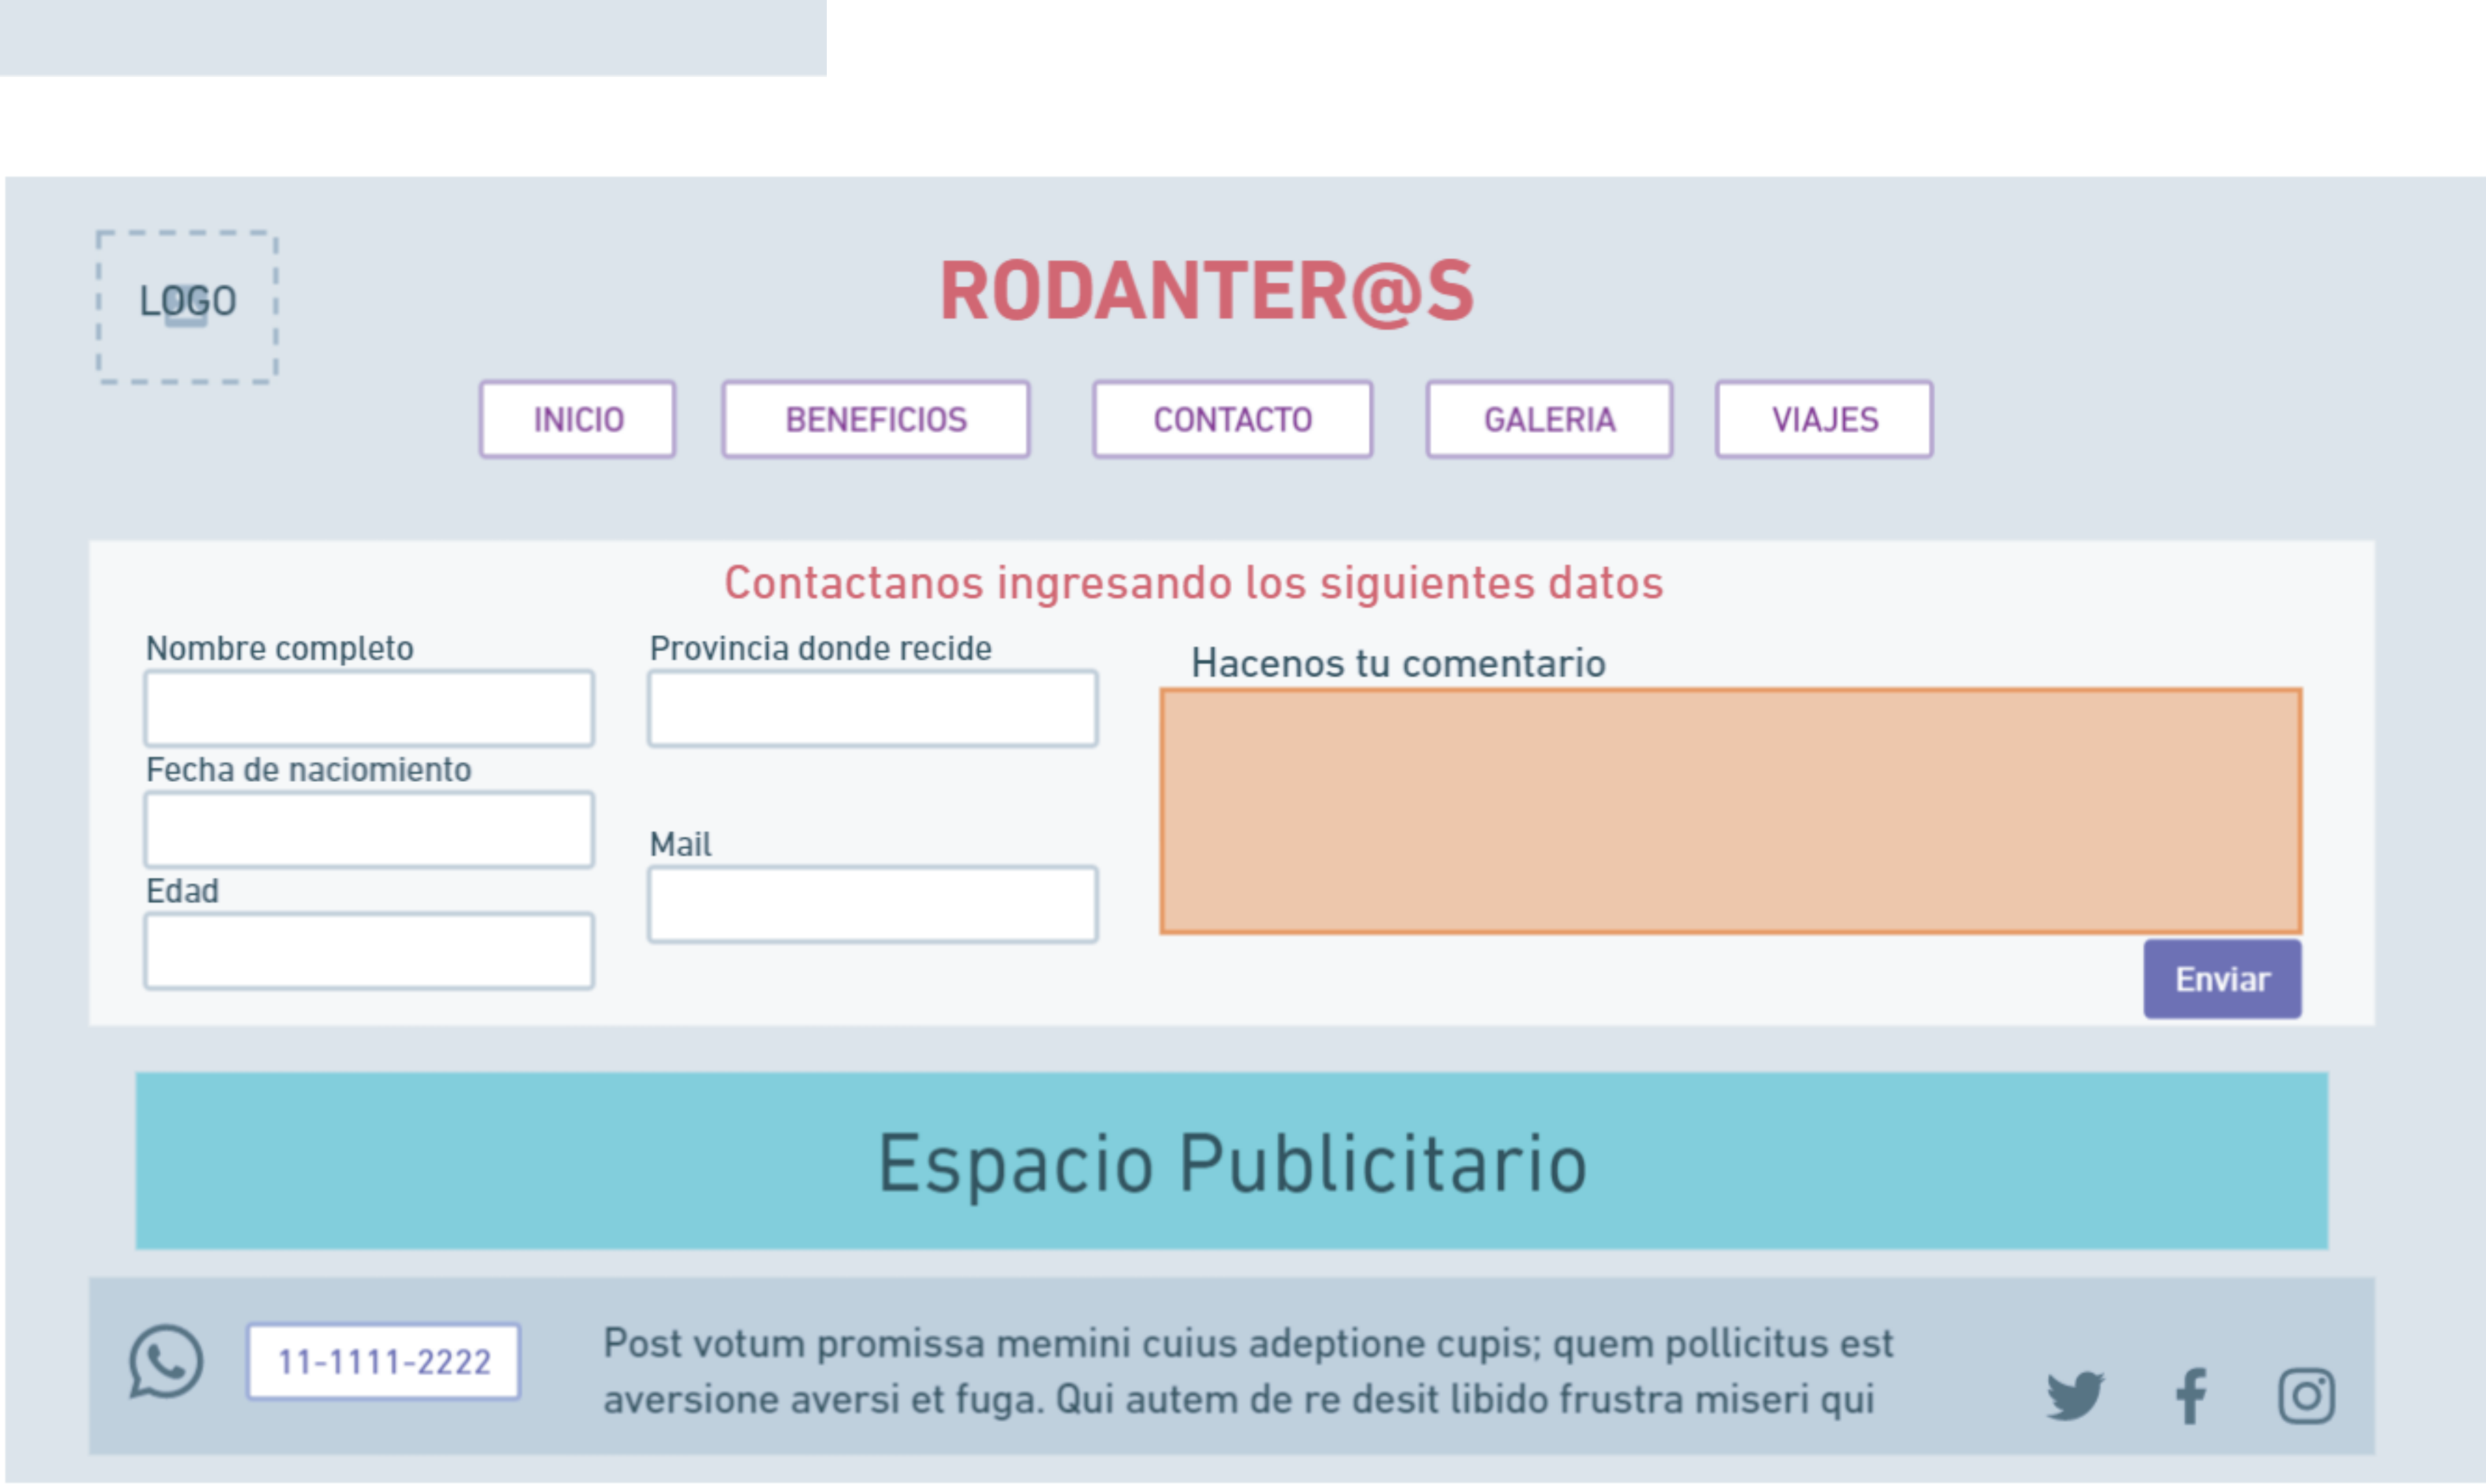 LOGO
RODANTER@S
INICIO
BENEFICIOS
CONTACTO
GALERIA
VIAJES
Contactanos ingresando los siguientes datos
Nombre completo
Fecha de naciomiento
Edad
Provincia donde recide
Mail
Hacenos tu comentario
Enviar
Espacio Publicitario
11-1111-2222
Post votum promissa memini cuius adeptione cupis; quem pollicitus est
aversione aversi et fuga. Qui autem de re desit libido frustra miseri qui